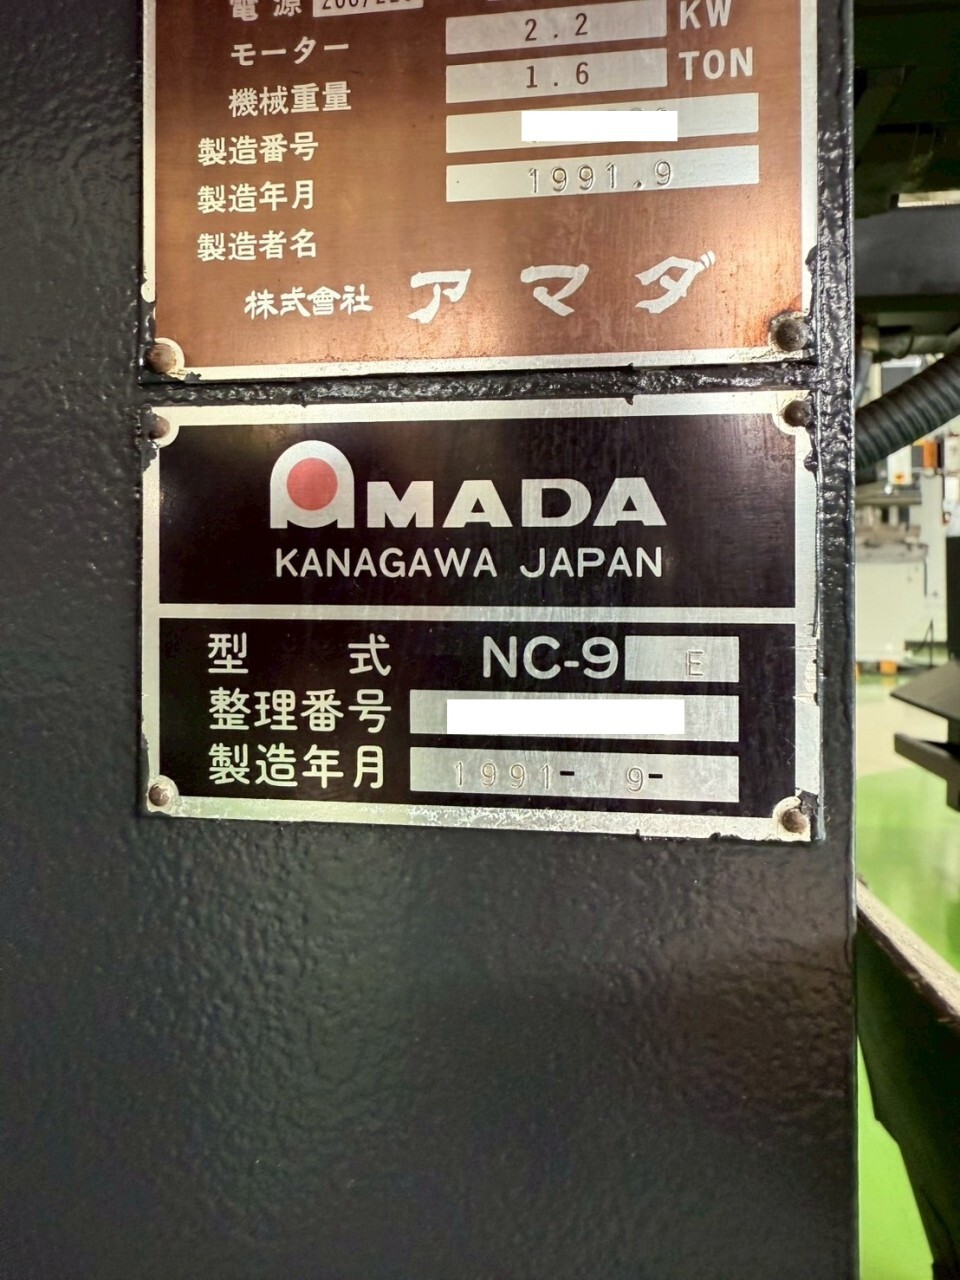 電源 200/220
モーター 2.2 KW
機械重量 1.6 TON
製造番号
製造年月 1991.9
製造者名
株式會社 アマダ
AMADA
KANAGAWA JAPAN
型式 NC-9 E
整理番号
製造年月 1991- 9-